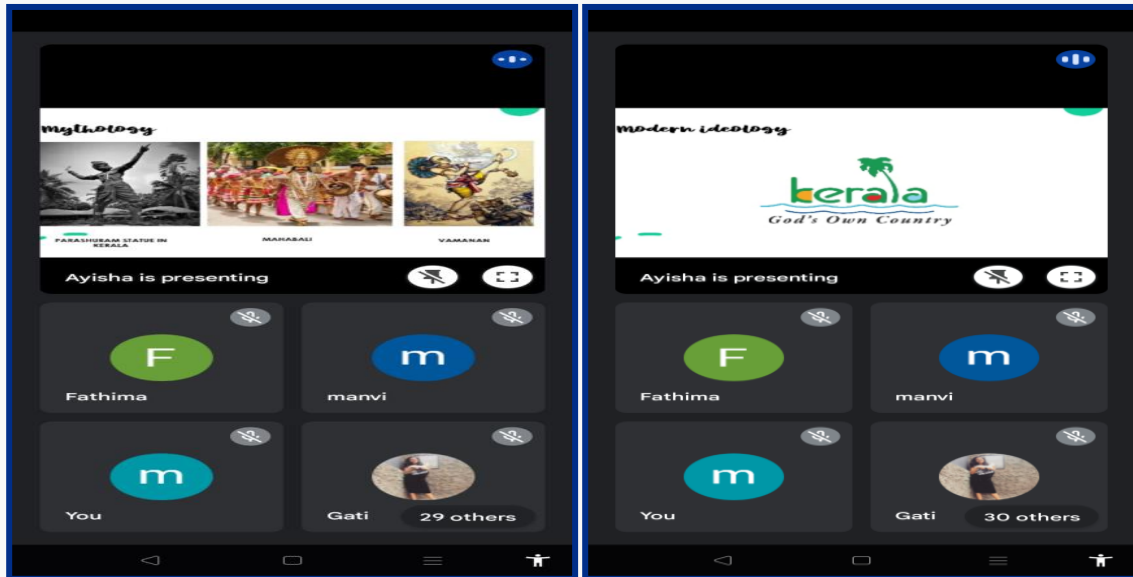 Mythology
PARASHURAM STATUE IN KERALA
MAHABALI
VAMANAN
Ayisha is presenting
F
Fathima
m
manvi
m
You
Gati
29 others
Modern ideology
kerala
God's Own Country
Ayisha is presenting
F
Fathima
m
manvi
m
You
Gati
30 others